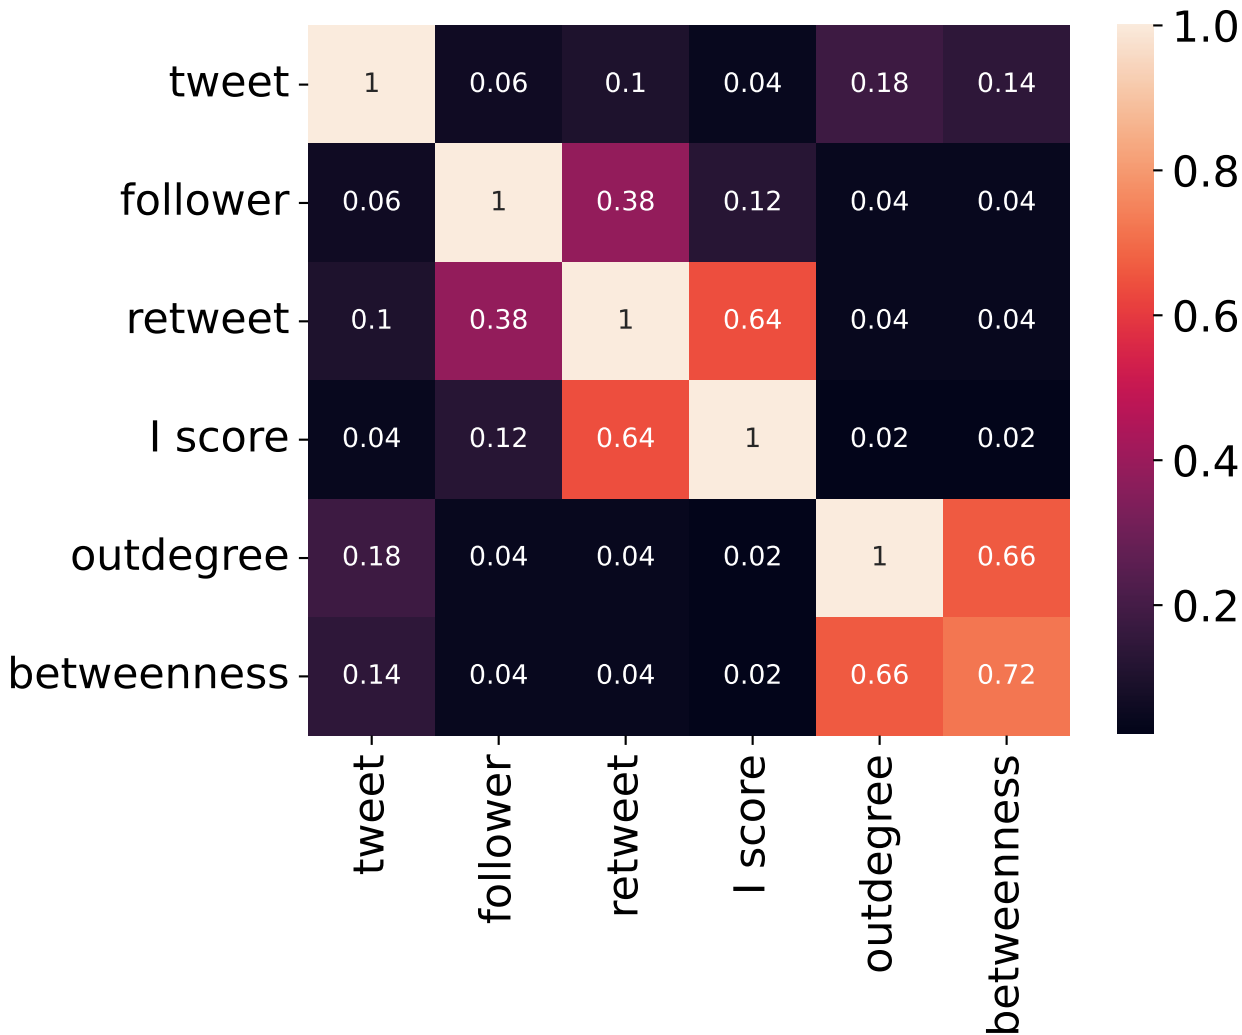 1.0
tweet 1 0.06 0.1 0.04 0.18 0.14
0.8
follower 0.06 1 0.38 0.12 0.04 0.04
retweet 0.1 0.38 1 0.64 0.04 0.04
0.6
I score 0.04 0.12 0.64 1 0.02 0.02
0.4
outdegree 0.18 0.04 0.04 0.02 1 0.66
0.2
betweenness 0.14 0.04 0.04 0.02 0.66 0.72
tweet
follower
retweet
I score
outdegree
betweenness